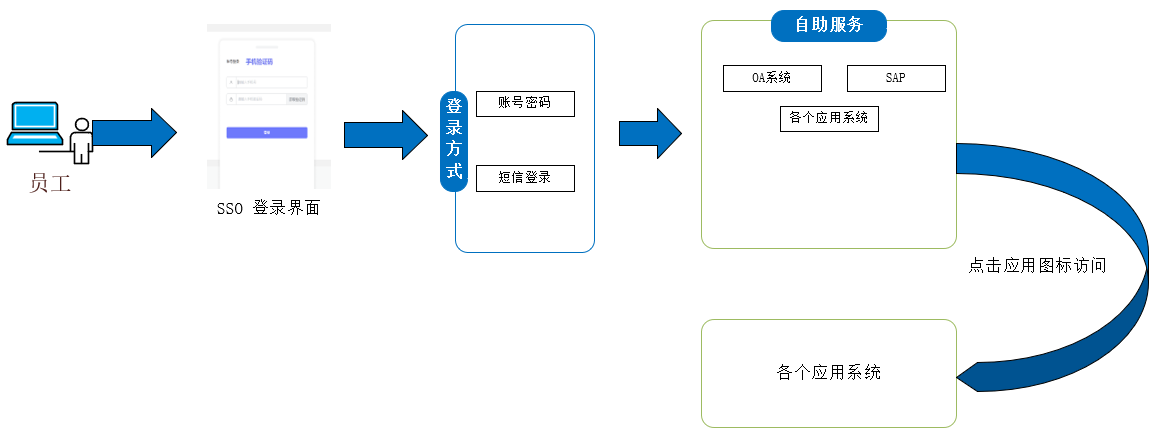 员工
手机验证码
SSO 登录界面
登录方式
账号密码
短信登录
自助服务
OA系统
SAP
各个应用系统
点击应用图标访问
各个应用系统